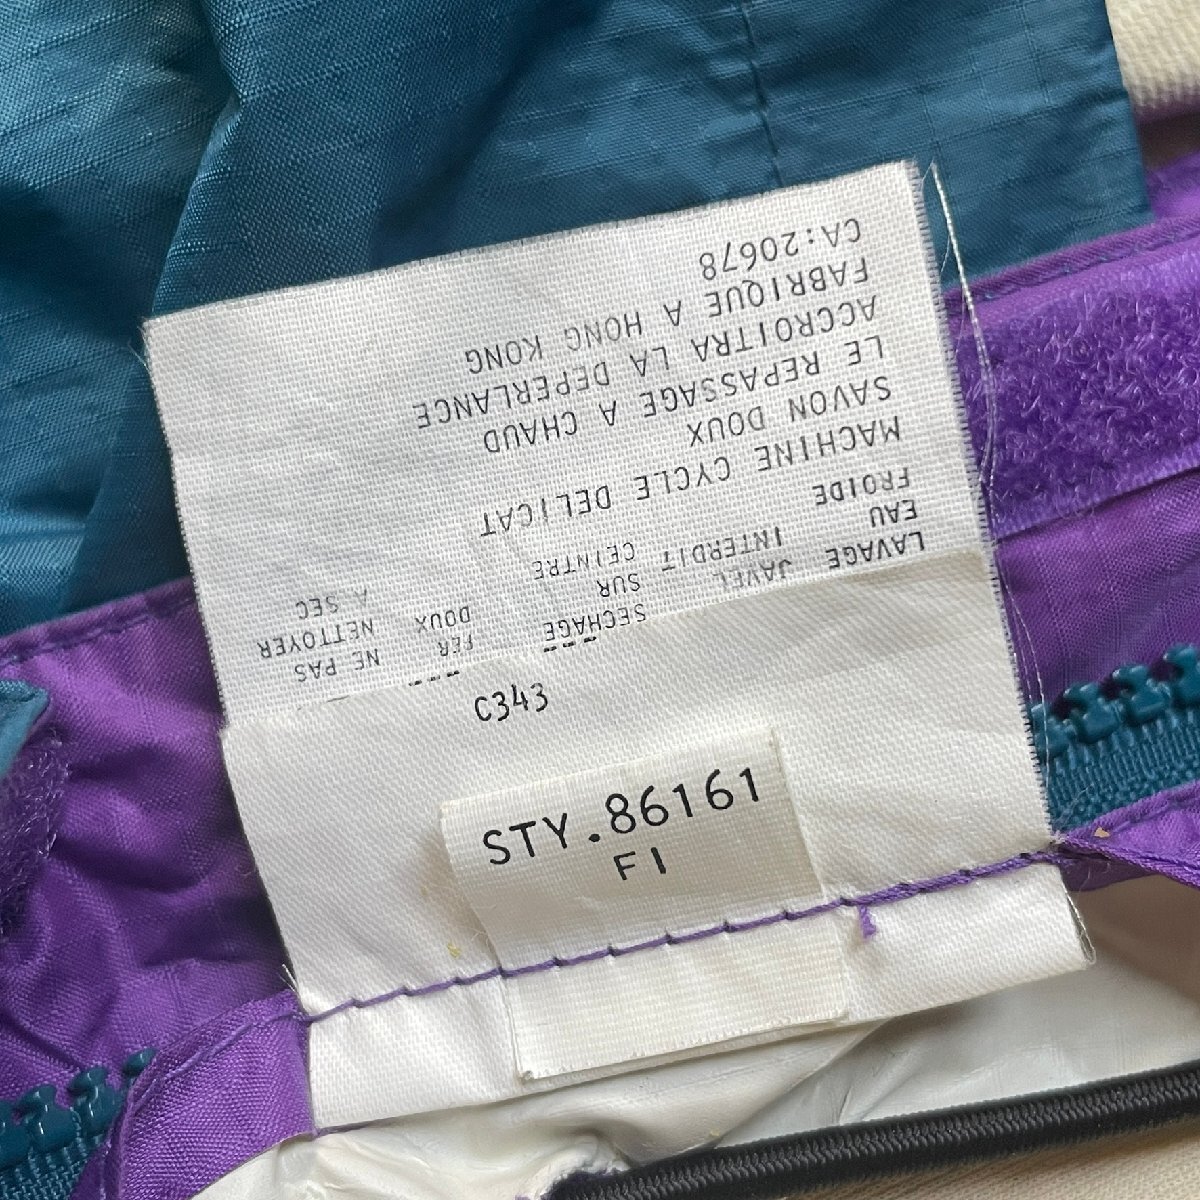 LAVAGE JAVEL SECHAGE FER NE PAS
EAU INTERDIT SUR DOUX NETTOYER
FROIDE CEINTRE A SEC
MACHINE CYCLE DELICAT
SAVON DOUX
LE REPASSAGE A CHAUD
ACCROITRA LA DEPERLANCE
FABRIQUE A HONG KONG
CA:20678
C343
STY.86161
FI